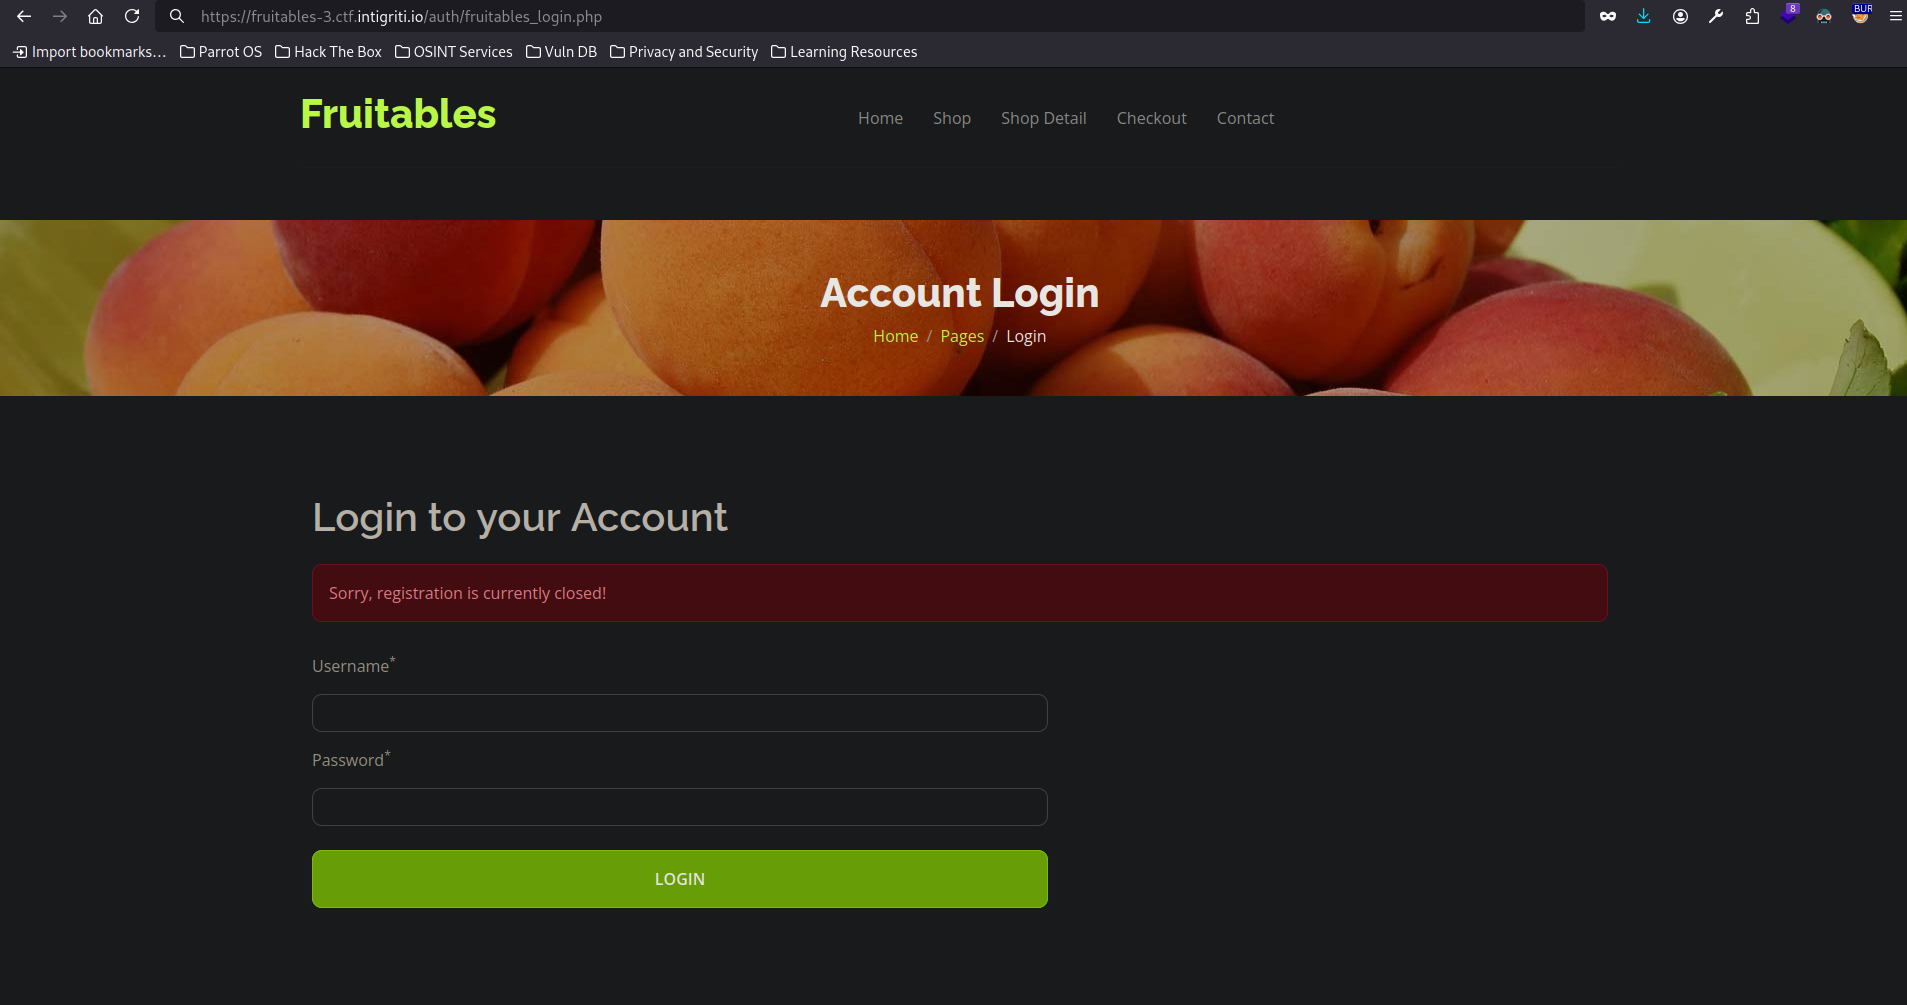 https://fruitables-3.ctf.intigriti.io/auth/fruitables_login.php
8
BUR
Import bookmarks... Parrot OS Hack The Box OSINT Services Vuln DB Privacy and Security Learning Resources
Fruitables
Home Shop Shop Detail Checkout Contact
Account Login
Home / Pages / Login
Login to your Account
Sorry, registration is currently closed!
Username*
Password*
LOGIN